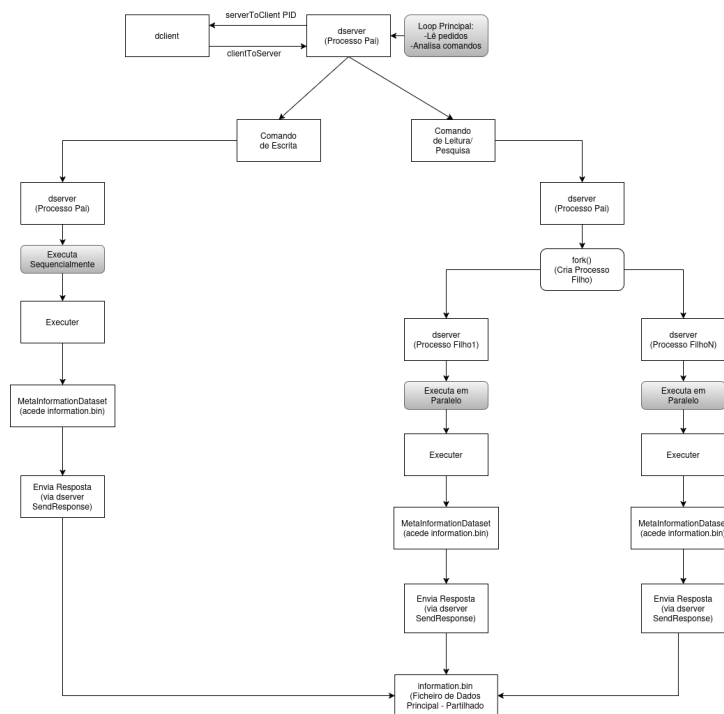 serverToClient PID
dclient
clientToServer
dserver
(Processo Pai)
Loop Principal:
-Lê pedidos
-Analisa comandos
Comando
de Escrita
Comando
de Leitura/
Pesquisa
dserver
(Processo Pai)
dserver
(Processo Pai)
Executa
Sequencialmente
fork()
(Cria Processo
Filho)
Executer
dserver
(Processo Filho1)
dserver
(Processo FilhoN)
MetaInformationDataset
(acede information.bin)
Executa em
Paralelo
Executa em
Paralelo
Executer
Executer
Envia Resposta
(via dserver
SendResponse)
MetaInformationDataset
(acede information.bin)
MetaInformationDataset
(acede information.bin)
Envia Resposta
(via dserver
SendResponse)
Envia Resposta
(via dserver
SendResponse)
information.bin
(Ficheiro de Dados
Principal - Partilhado